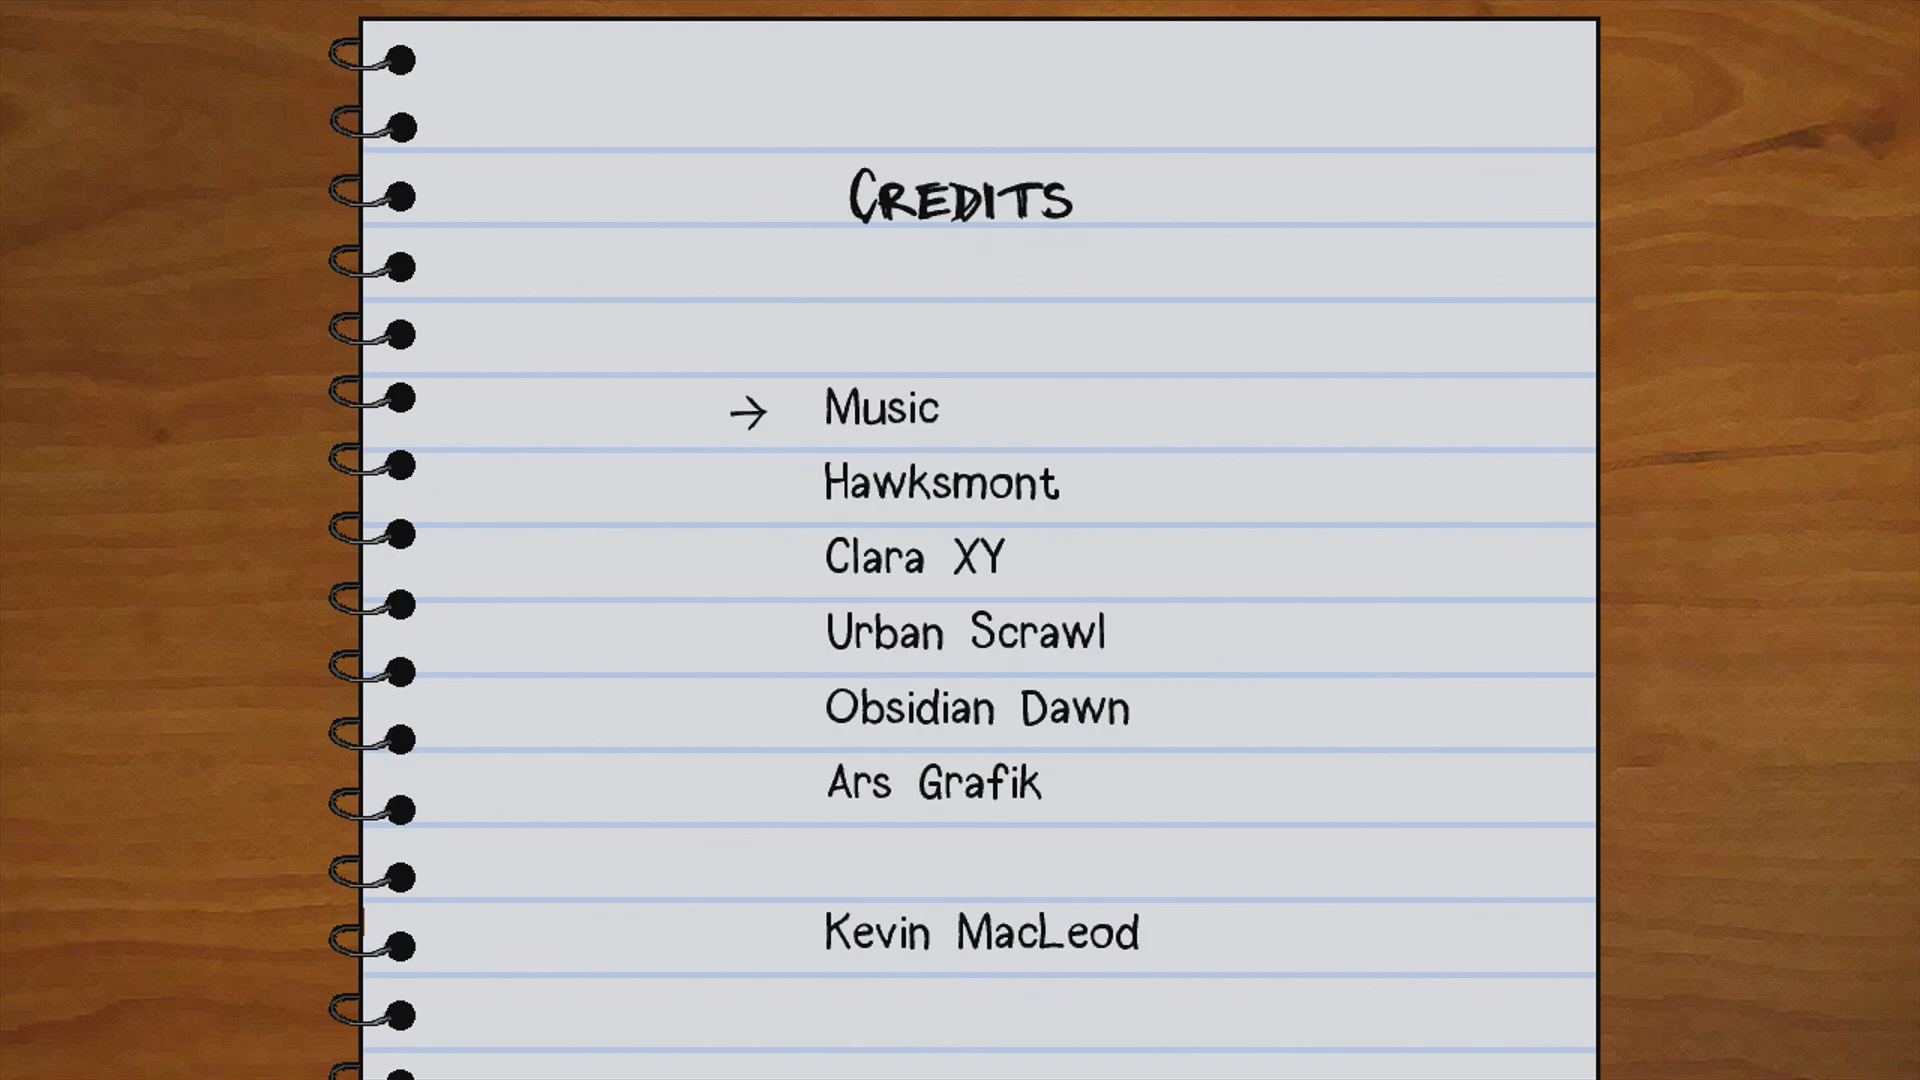 CREDITS
→ Music
Hawksmont
Clara XY
Urban Scrawl
Obsidian Dawn
Ars Grafik
Kevin MacLeod